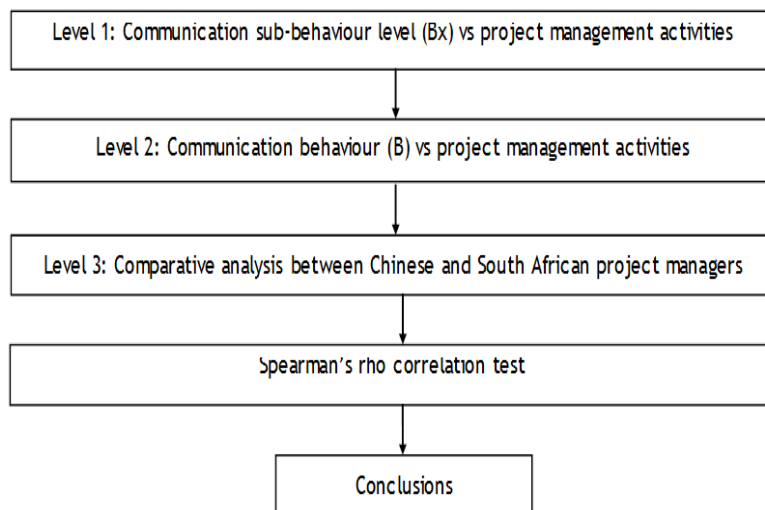 Level 1: Communication sub-behaviour level (Bx) vs project management activities
Level 2: Communication behaviour (B) vs project management activities
Level 3: Comparative analysis between Chinese and South African project managers
Spearman's rho correlation test
Conclusions